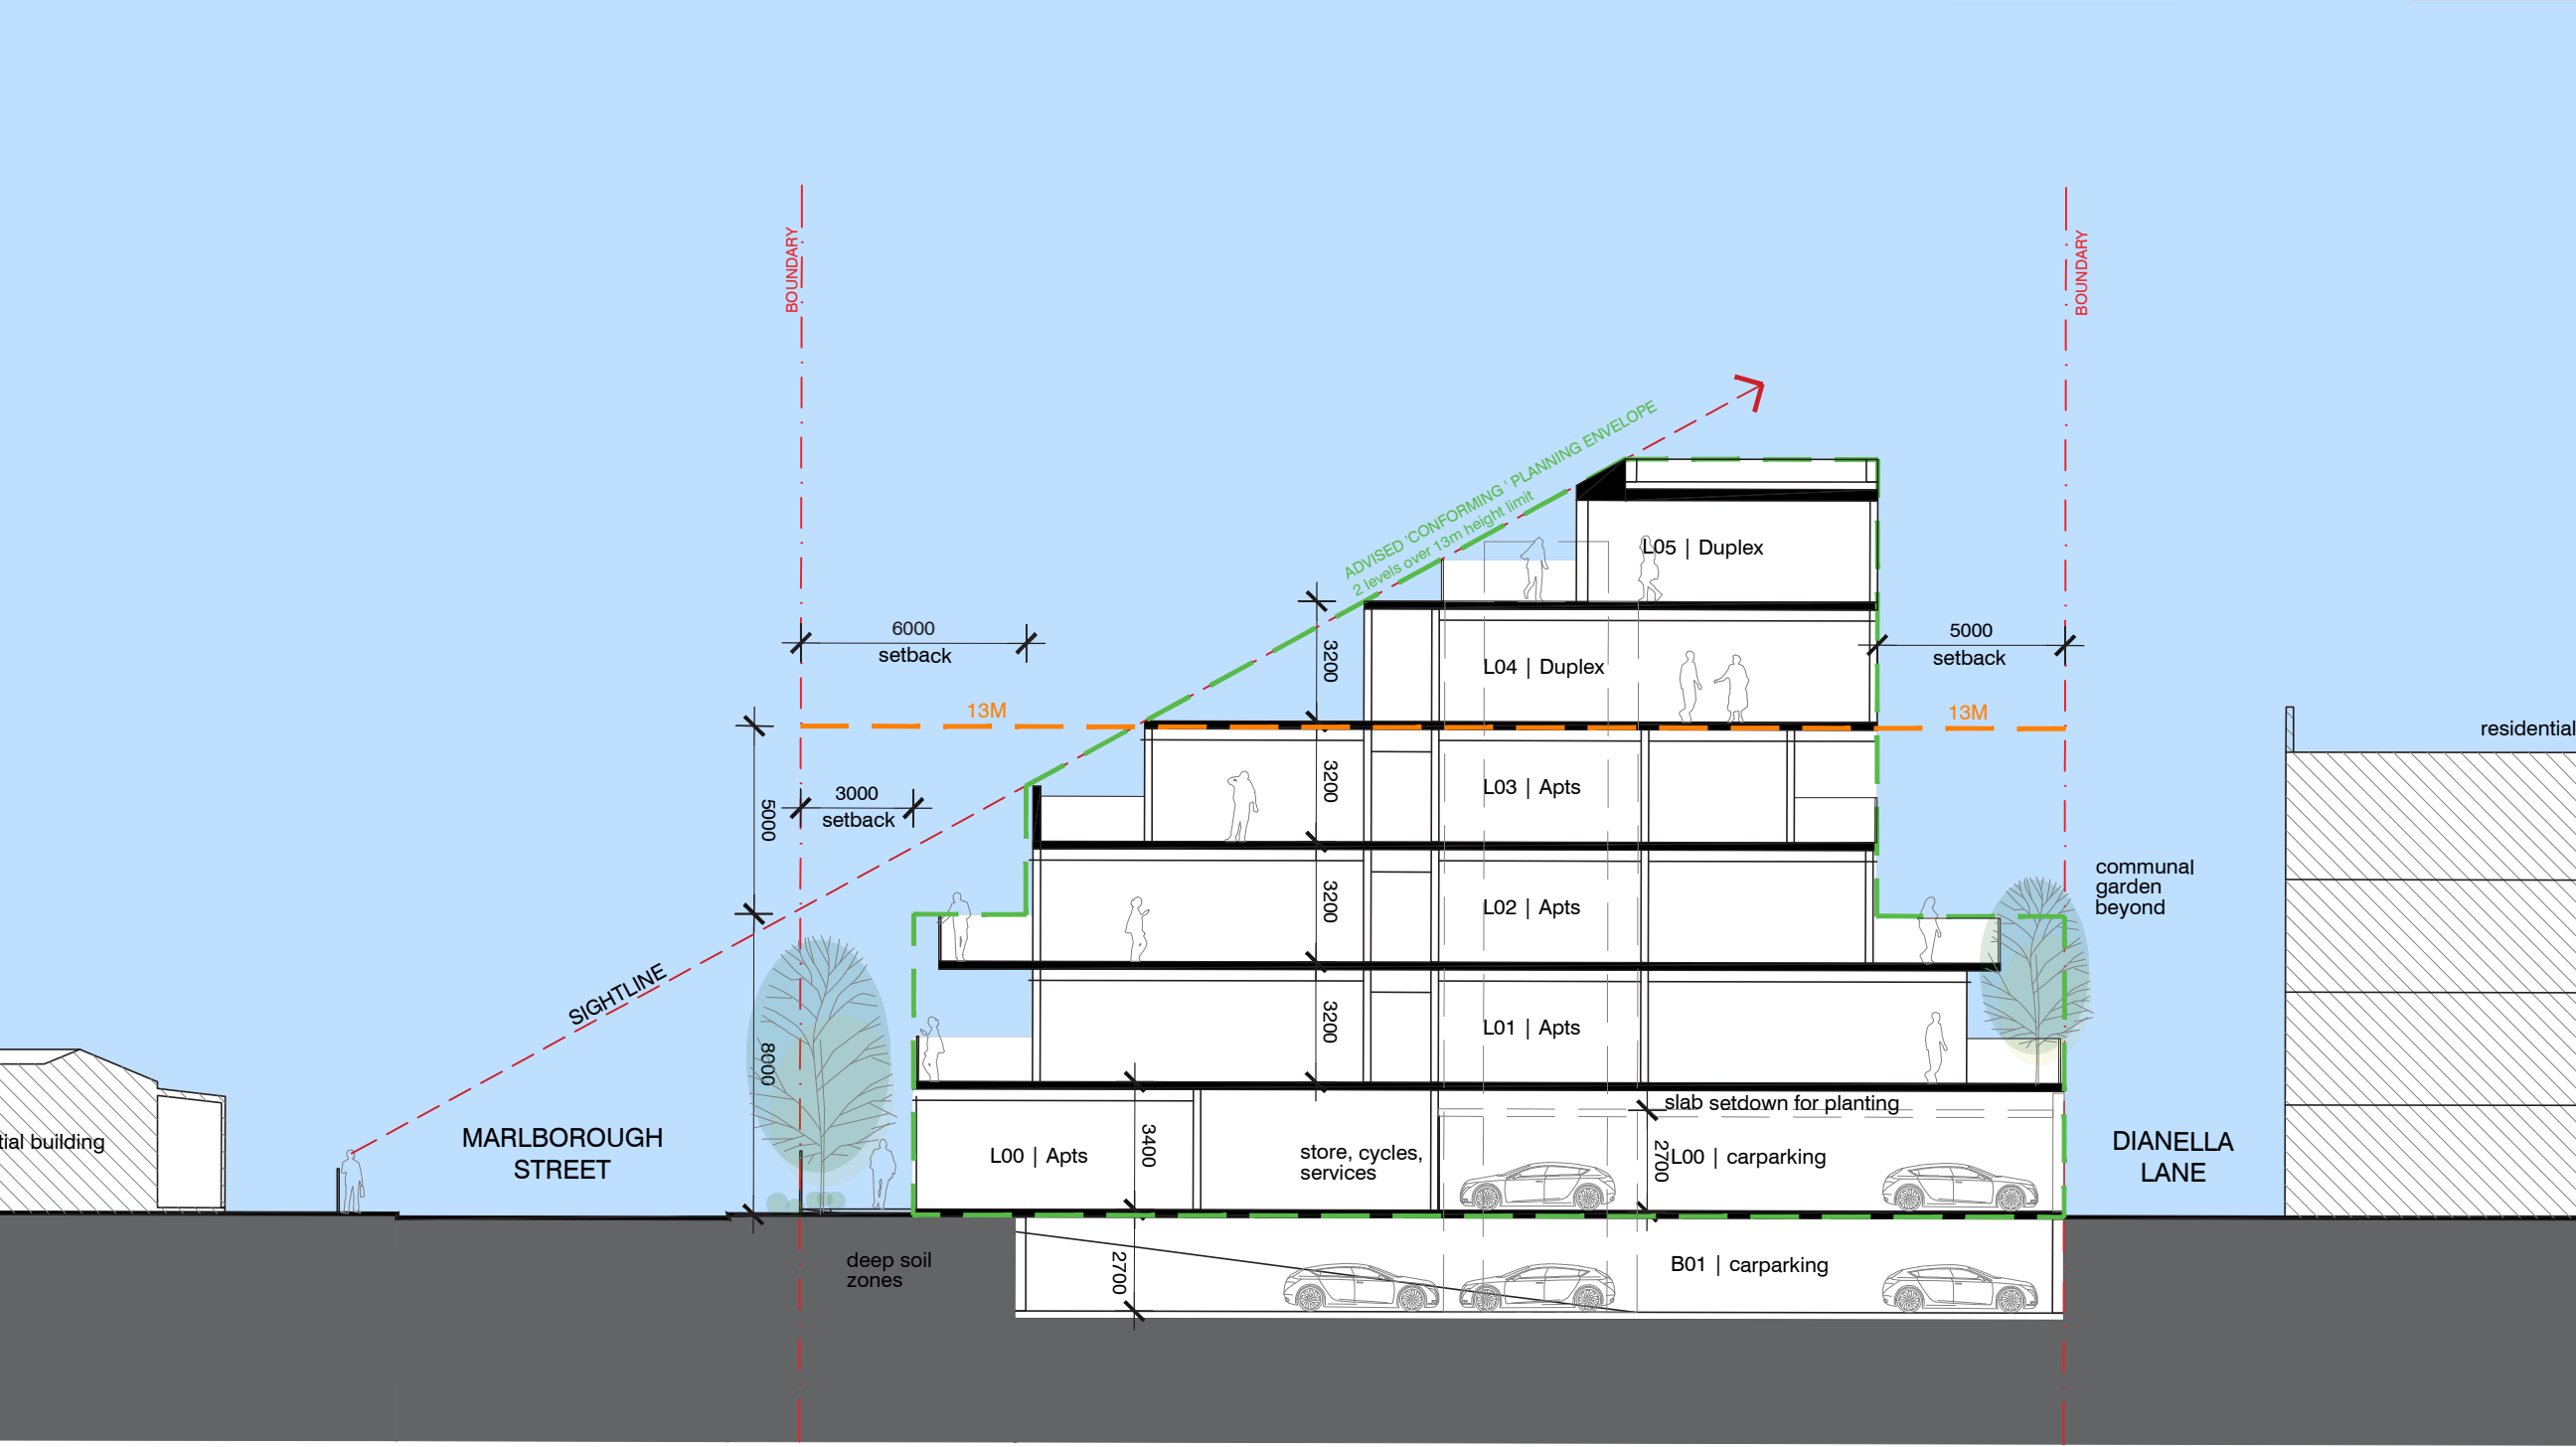 BOUNDARY
BOUNDARY
ADVISED 'CONFORMING ' PLANNING ENVELOPE
2 levels over 13m height limit
L05 | Duplex
6000
setback
5000
setback
3200
L04 | Duplex
13M
13M
residential
3000
setback
5000
3200
L03 | Apts
communal
garden
beyond
3200
L02 | Apts
SIGHTLINE
3200
L01 | Apts
8000
slab setdown for planting
tial building
MARLBOROUGH
STREET
L00 | Apts
3400
store, cycles,
services
2700
L00 | carparking
DIANELLA
LANE
deep soil
zones
2700
B01 | carparking